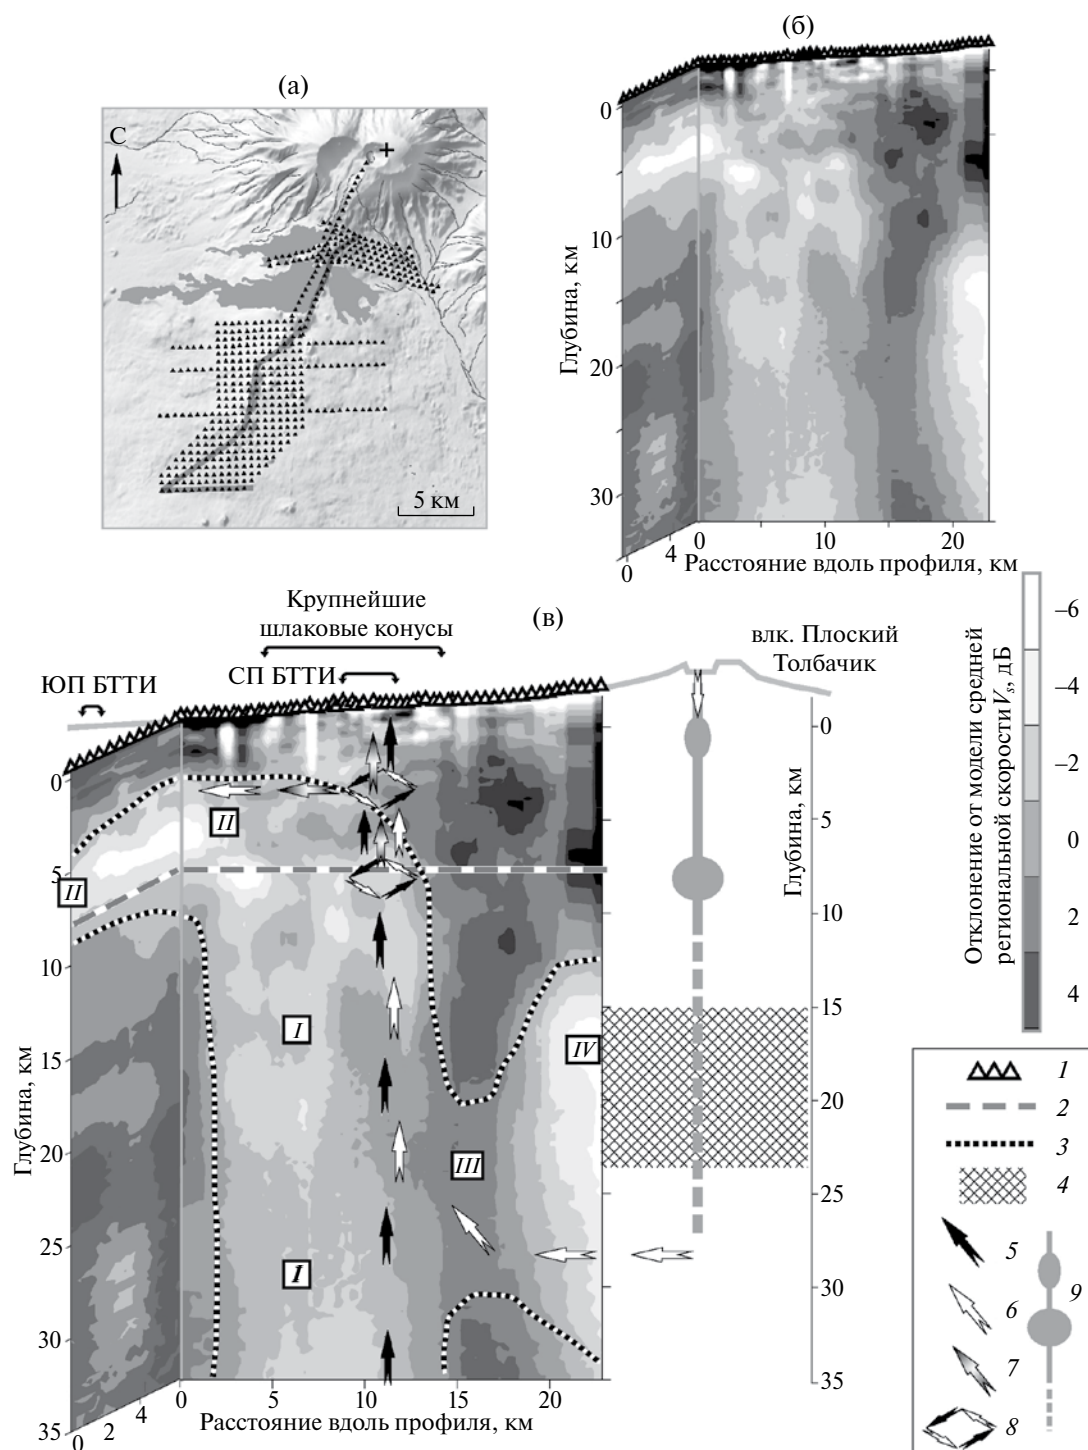 (а)
С
5 км
(б)
0
10
20
30
Глубина, км
0
4
0
10
20
Расстояние вдоль профиля, км
(в)
Крупнейшие
шлаковые конусы
СП БТТИ
ЮП БТТИ
влк. Плоский
Толбачик
0
5
10
15
20
25
30
35
Глубина, км
0
2
4
0
5
10
15
20
Расстояние вдоль профиля, км
II
II
I
I
III
IV
0
5
10
15
20
25
30
35
Глубина, км
Отклонение от модели средней
региональной скорости Vs, дБ
–6
–4
–2
0
2
4
1
2
3
4
5
6
7
8
9